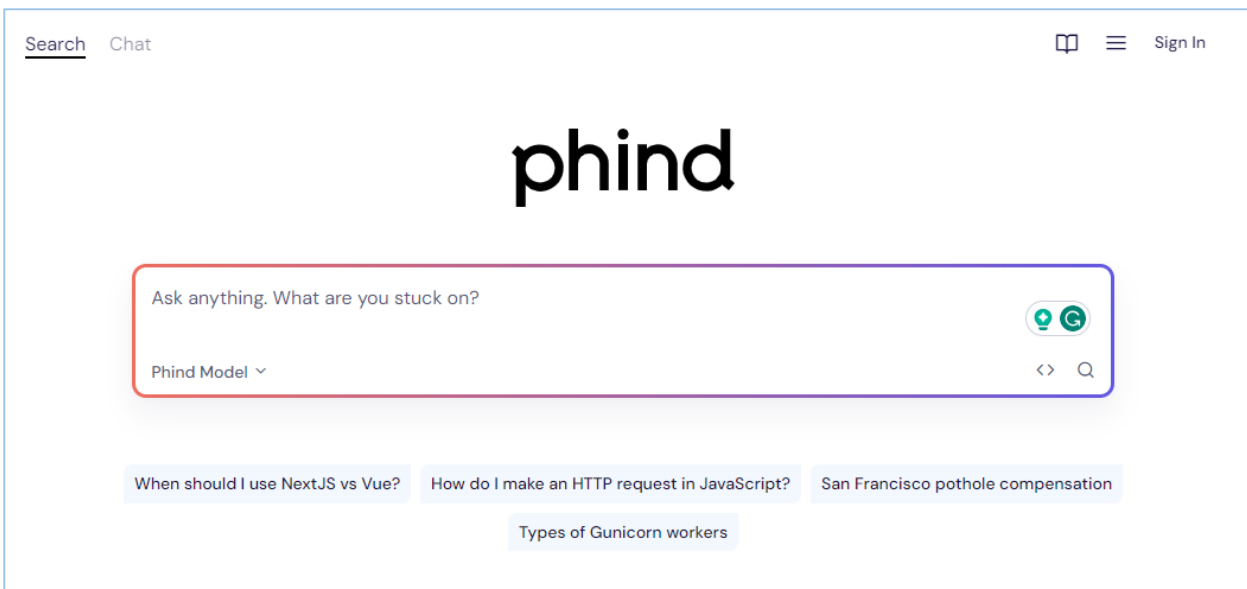 Search Chat Sign In
phind
Ask anything. What are you stuck on?
Phind Model
When should I use NextJS vs Vue? How do I make an HTTP request in JavaScript? San Francisco pothole compensation
Types of Gunicorn workers